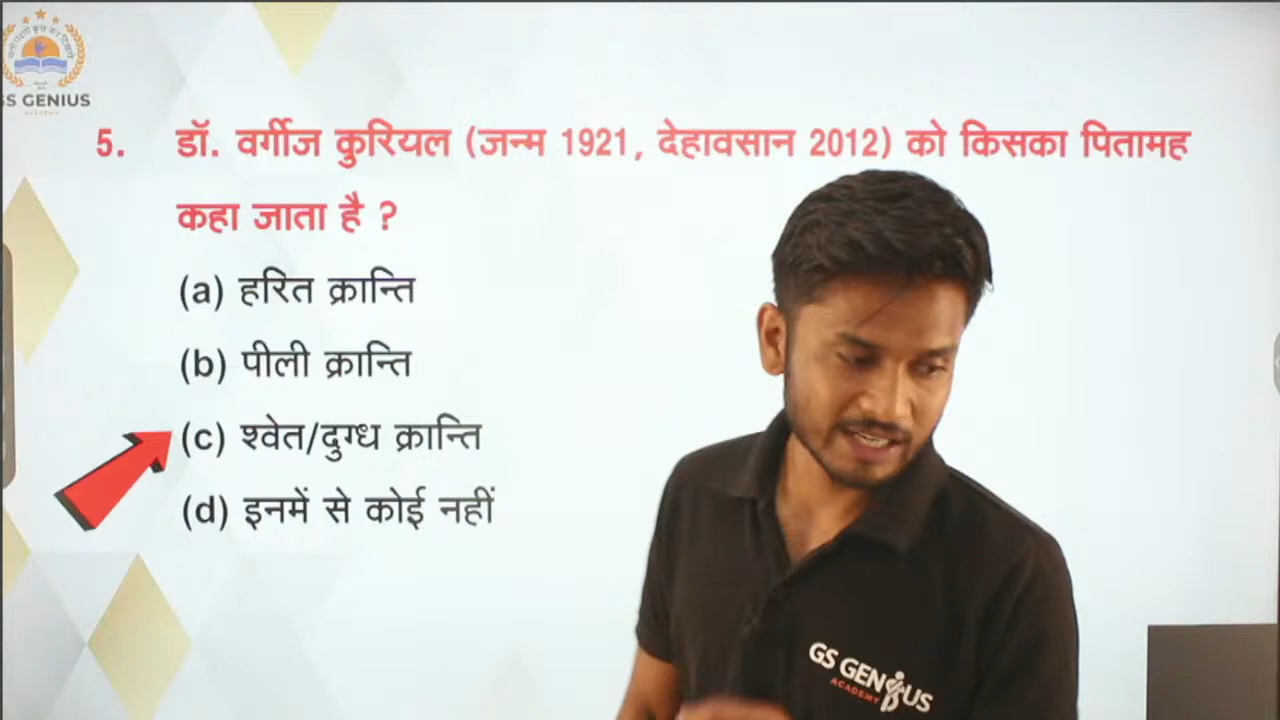 GS GENIUS
ACADEMY
5. डॉ. वर्गीज कुरियल (जन्म 1921, देहावसान 2012) को किसका पितामह
कहा जाता है ?
(a) हरित क्रान्ति
(b) पीली क्रान्ति
(c) श्वेत/दुग्ध क्रान्ति
(d) इनमें से कोई नहीं
GS GENIUS
ACADEMY